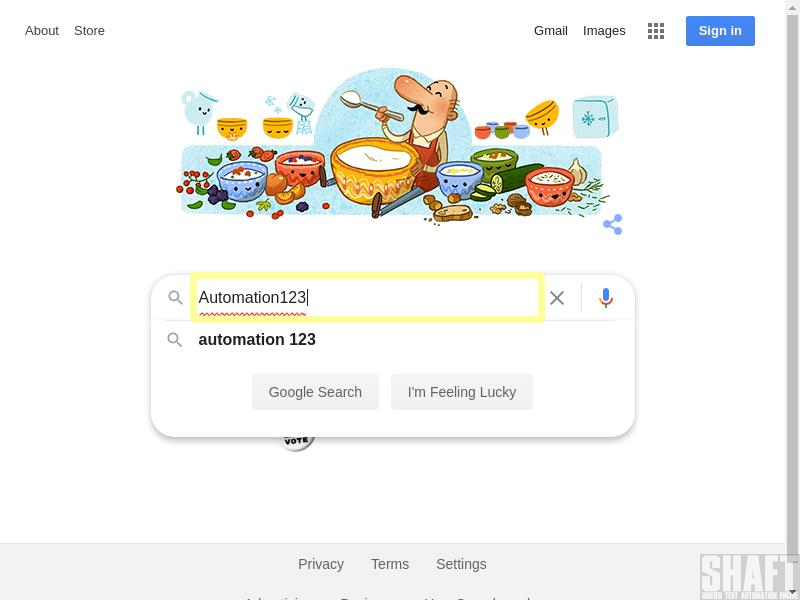 About Store
Gmail Images Sign in
Automation123
automation 123
Google Search I'm Feeling Lucky
VOTE
Privacy Terms Settings
SHAFT